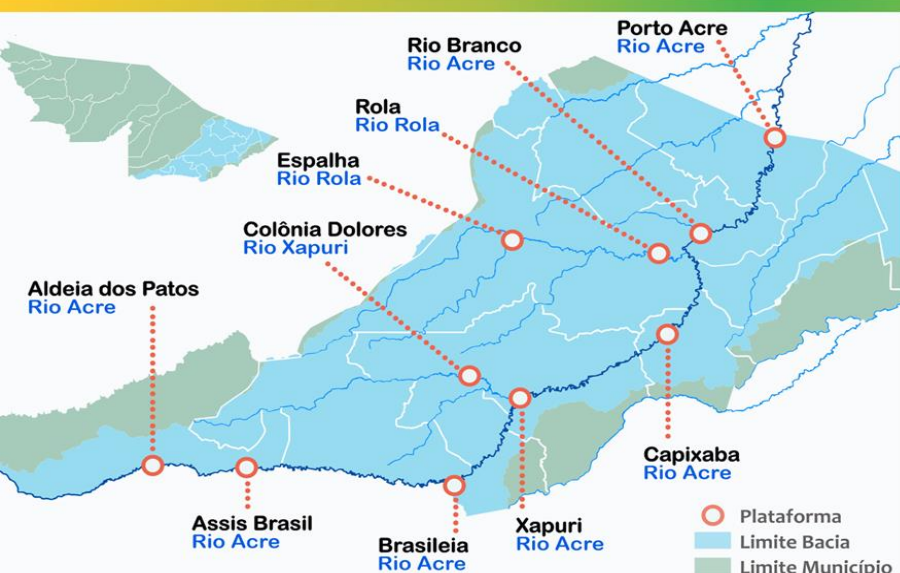 Porto Acre
Rio Acre
Rio Branco
Rio Acre
Rola
Rio Rola
Espalha
Rio Rola
Colônia Dolores
Rio Xapuri
Aldeia dos Patos
Rio Acre
Capixaba
Rio Acre
Assis Brasil
Rio Acre
Xapuri
Rio Acre
Brasileia
Rio Acre
Plataforma
Limite Bacia
Limite Município